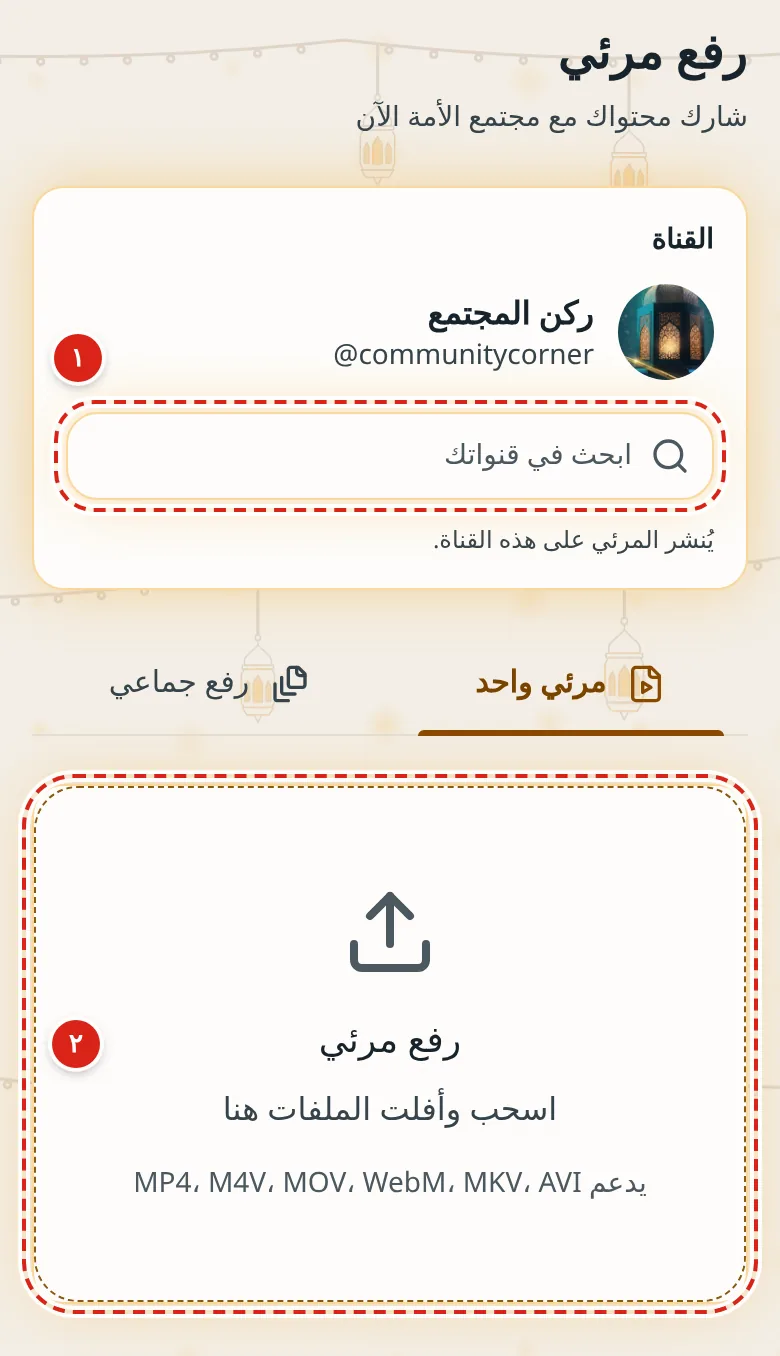 رفع مرئي
شارك محتواك مع مجتمع الأمة الآن
القناة
ركن المجتمع
@communitycorner
١
ابحث في قنواتك
يُنشر المرئي على هذه القناة.
مرئي واحد
رفع جماعي
رفع مرئي
٢
اسحب وأفلت الملفات هنا
يدعم MP4، M4V، MOV، WebM، MKV، AVI